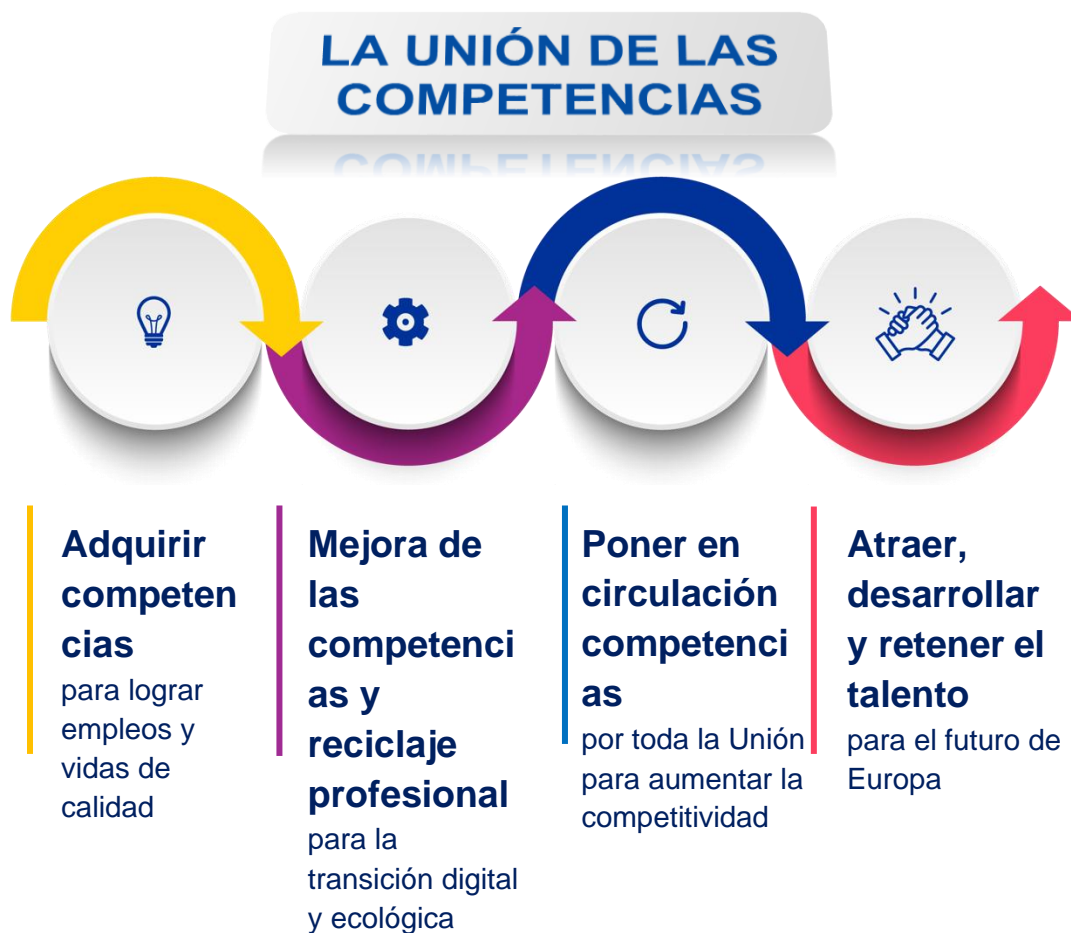 LA UNIÓN DE LAS
COMPETENCIAS
Adquirir
competen
cias
para lograr
empleos y
vidas de
calidad
Mejora de
las
competenci
as y
reciclaje
profesional
para la
transición digital
y ecológica
Poner en
circulación
competenci
as
por toda la Unión
para aumentar la
competitividad
Atraer,
desarrollar
y retener el
talento
para el futuro de
Europa